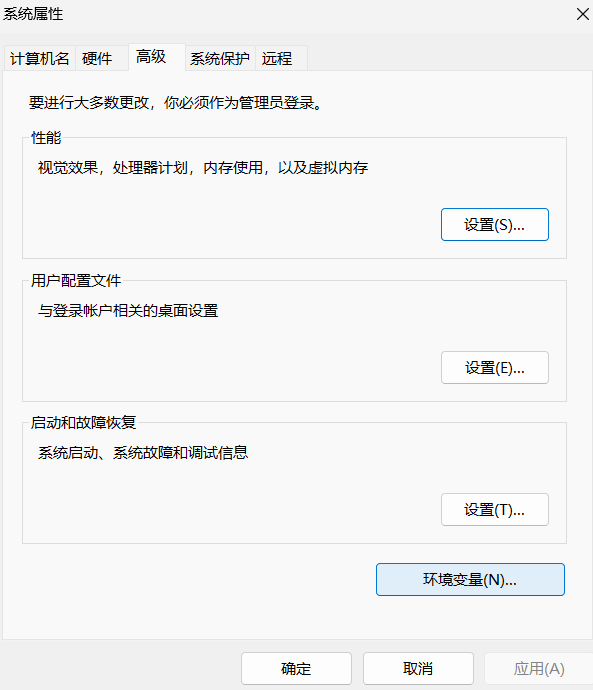 系统属性
计算机名 硬件 高级 系统保护 远程
要进行大多数更改，你必须作为管理员登录。
性能
视觉效果，处理器计划，内存使用，以及虚拟内存
设置(S)...
用户配置文件
与登录帐户相关的桌面设置
设置(E)...
启动和故障恢复
系统启动、系统故障和调试信息
设置(T)...
环境变量(N)...
确定 取消 应用(A)